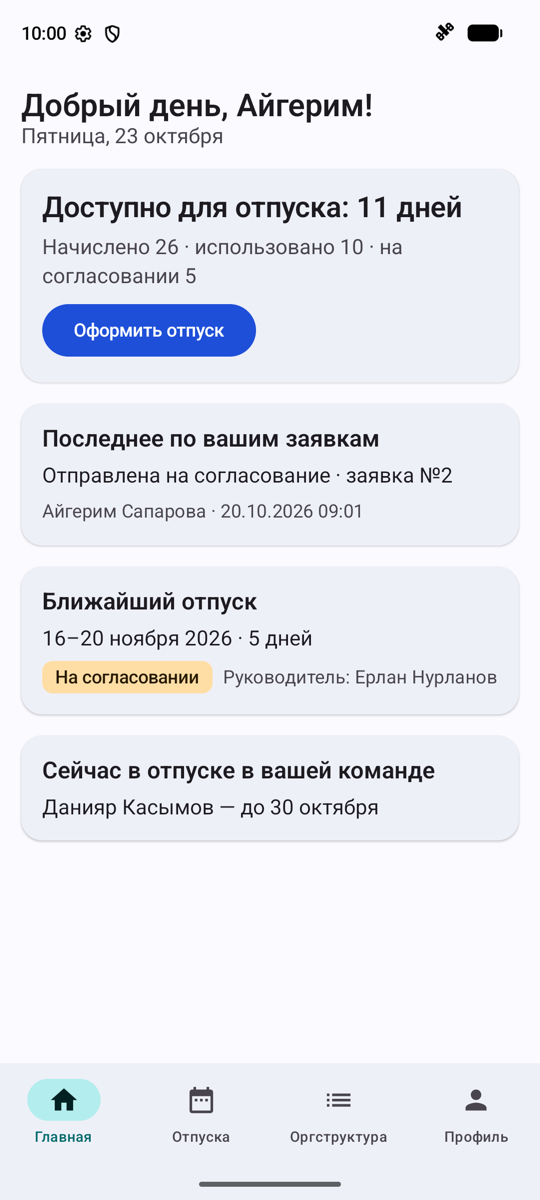 10:00
Добрый день, Айгерим!
Пятница, 23 октября
Доступно для отпуска: 11 дней
Начислено 26 · использовано 10 · на
согласовании 5
Оформить отпуск
Последнее по вашим заявкам
Отправлена на согласование · заявка №2
Айгерим Сапарова · 20.10.2026 09:01
Ближайший отпуск
16–20 ноября 2026 · 5 дней
На согласовании Руководитель: Ерлан Нурланов
Сейчас в отпуске в вашей команде
Данияр Касымов — до 30 октября
Главная Отпуска Оргструктура Профиль